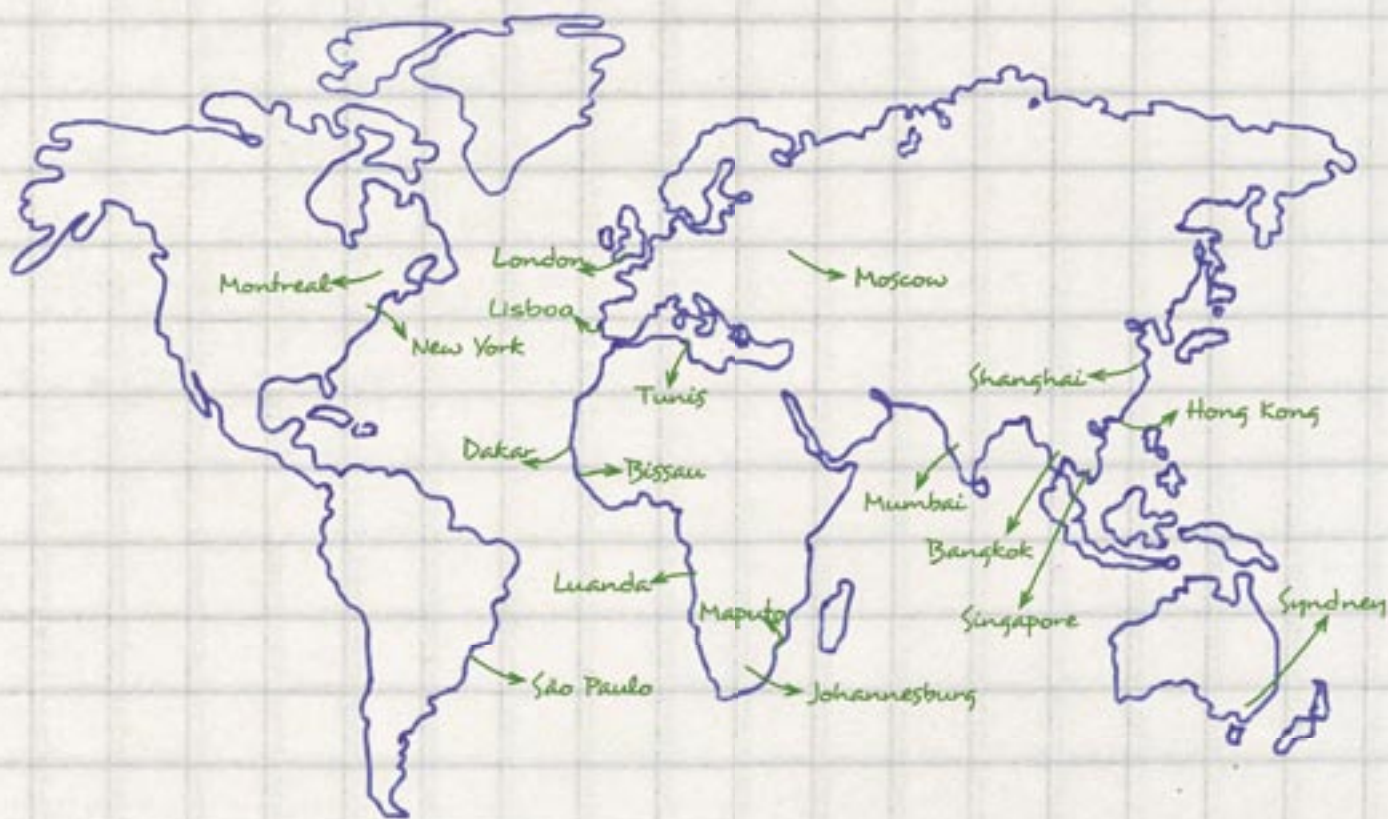 London
Moscow
Montreal
Lisboa
New York
Shanghai
Tunis
Hong Kong
Dakar
Bissau
Mumbai
Bangkok
Luanda
Maputo
Singapore
Syndney
São Paulo
Johannesburg